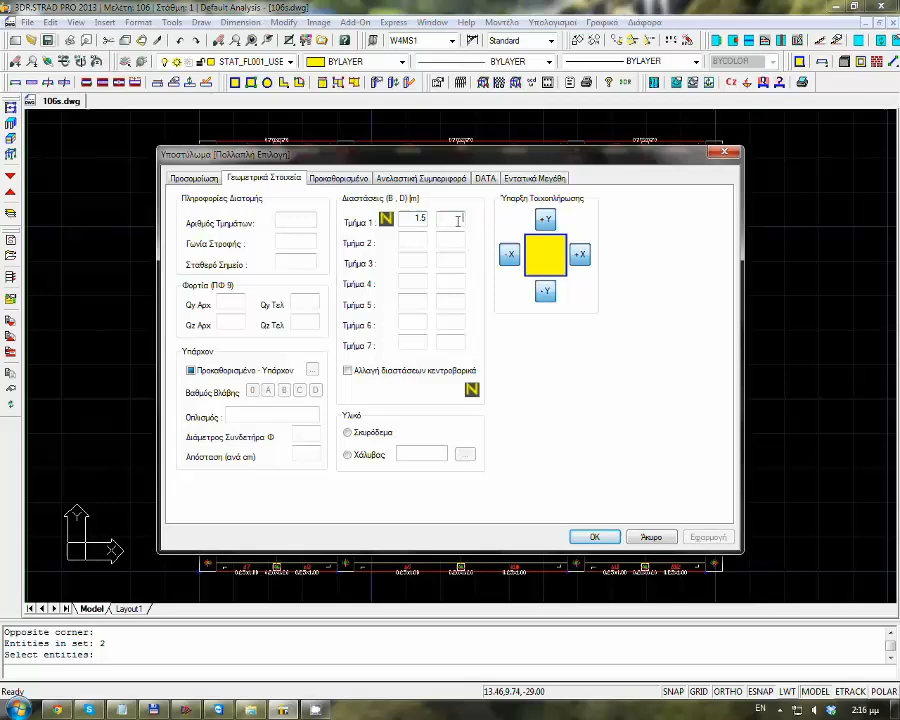 3DR.STRAD PRO 2013 | Μελέτη: 106 | Στάθμη: 1 | Default Analysis | [106s.dwg]
File Edit View Insert Format Tools Draw Dimension Modify Image Add-On Express Window Help Μοντέλο Υπολογισμοί Γραφικά Διάφορα
W4MS1 Standard
STAT_FL001_USE BYLAYER BYLAYER BYLAYER BYCOLOR
106s.dwg
Υποστύλωμα [Πολλαπλή Επιλογή]
Προσομοίωση Γεωμετρικά Στοιχεία Προκαθορισμένο Ανελαστική Συμπεριφορά DATA Εντατικά Μεγέθη
Πληροφορίες Διατομής
Αριθμός Τμημάτων:
Γωνία Στροφής :
Σταθερό Σημείο :
Φορτία (ΠΦ 9)
Qy Αρχ Qy Τελ
Qz Αρχ Qz Τελ
Υπάρχον
Προκαθορισμένο - Υπάρχον ...
Βαθμός Βλάβης 0 A B C D
Οπλισμός :
Διάμετρος Συνδετήρα Φ
Απόσταση (ανά cm)
Διαστάσεις (B , D) [m]
Τμήμα 1 : N 1.5
Τμήμα 2 :
Τμήμα 3 :
Τμήμα 4 :
Τμήμα 5 :
Τμήμα 6 :
Τμήμα 7 :
Αλλαγή διαστάσεων κεντροβαρικά
N
Υλικό
Σκυρόδεμα
Χάλυβας ...
Ύπαρξη Τοιχοπλήρωσης
+ Y
- X + X
- Y
OK Άκυρο Εφαρμογή
Y
X
Model Layout1
Opposite corner:
Entities in set: 2
Select entities:
Ready 13.46,9.74,-29.00 SNAP GRID ORTHO ESNAP LWT MODEL ETRACK POLAR
EN 2:16 μμ